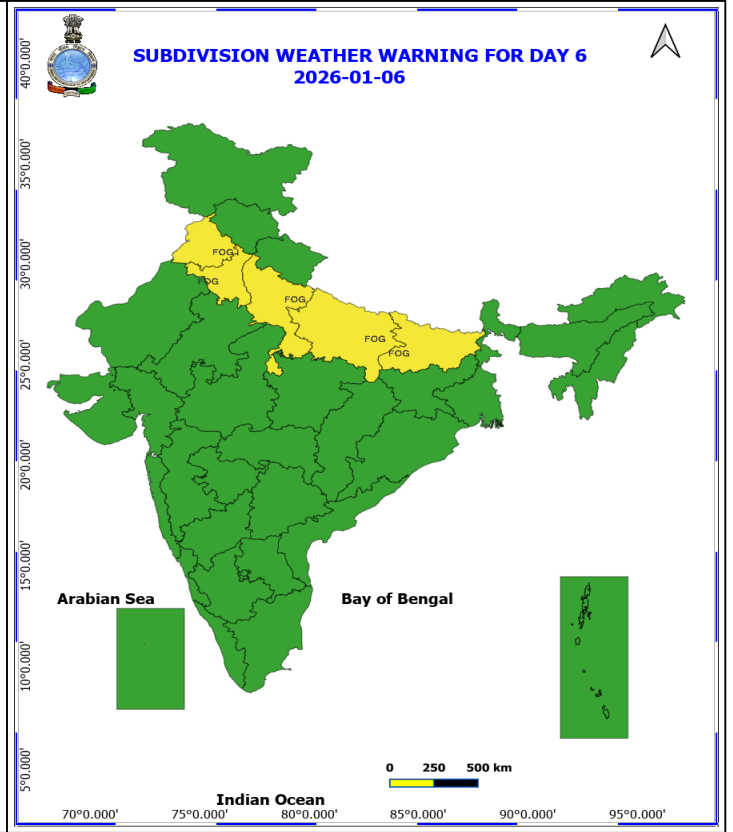 SUBDIVISION WEATHER WARNING FOR DAY 6
2026-01-06
40°0.000'
35°0.000'
30°0.000'
25°0.000'
20°0.000'
15°0.000'
10°0.000'
5°0.000'
FOG
FOG
FOG
FOG
FOG
Arabian Sea
Bay of Bengal
0 250 500 km
Indian Ocean
70°0.000' 75°0.000' 80°0.000' 85°0.000' 90°0.000' 95°0.000'